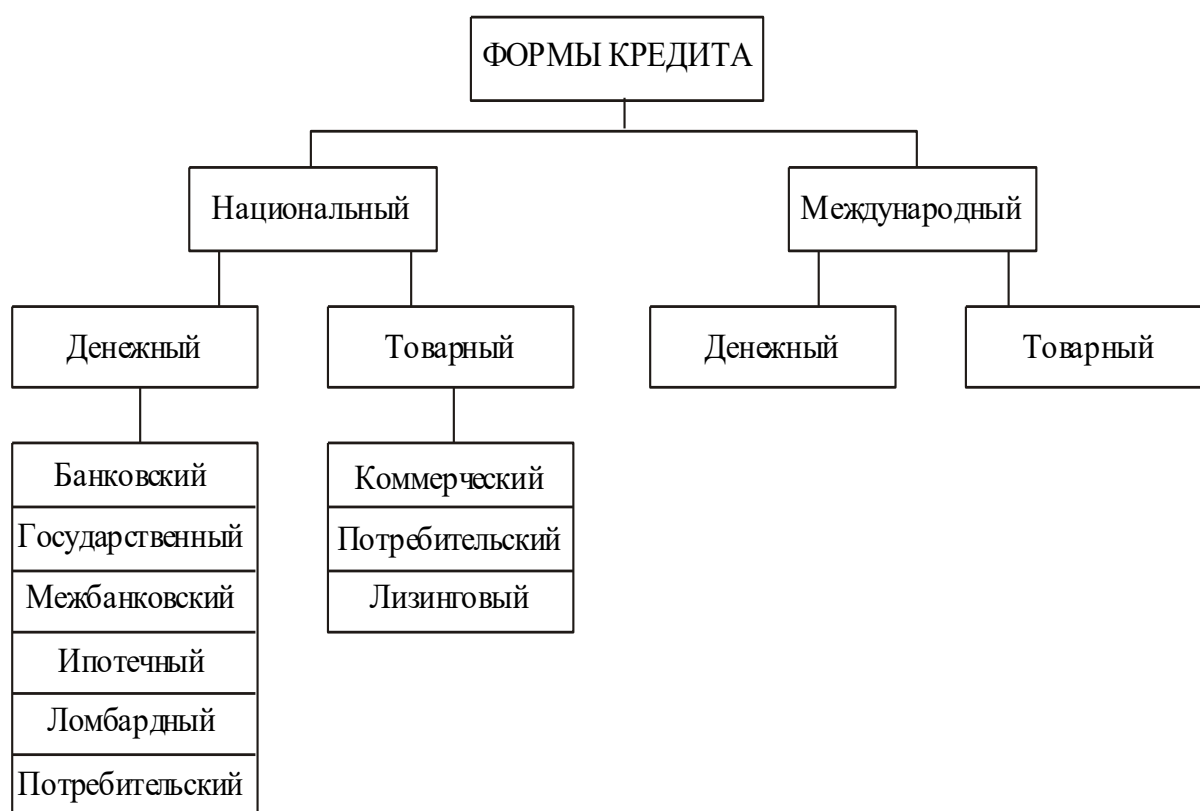 ФОРМЫ КРЕДИТА
Национальный
Международный
Денежный
Товарный
Денежный
Товарный
Банковский
Государственный
Межбанковский
Ипотечный
Ломбардный
Потребительский
Коммерческий
Потребительский
Лизинговый